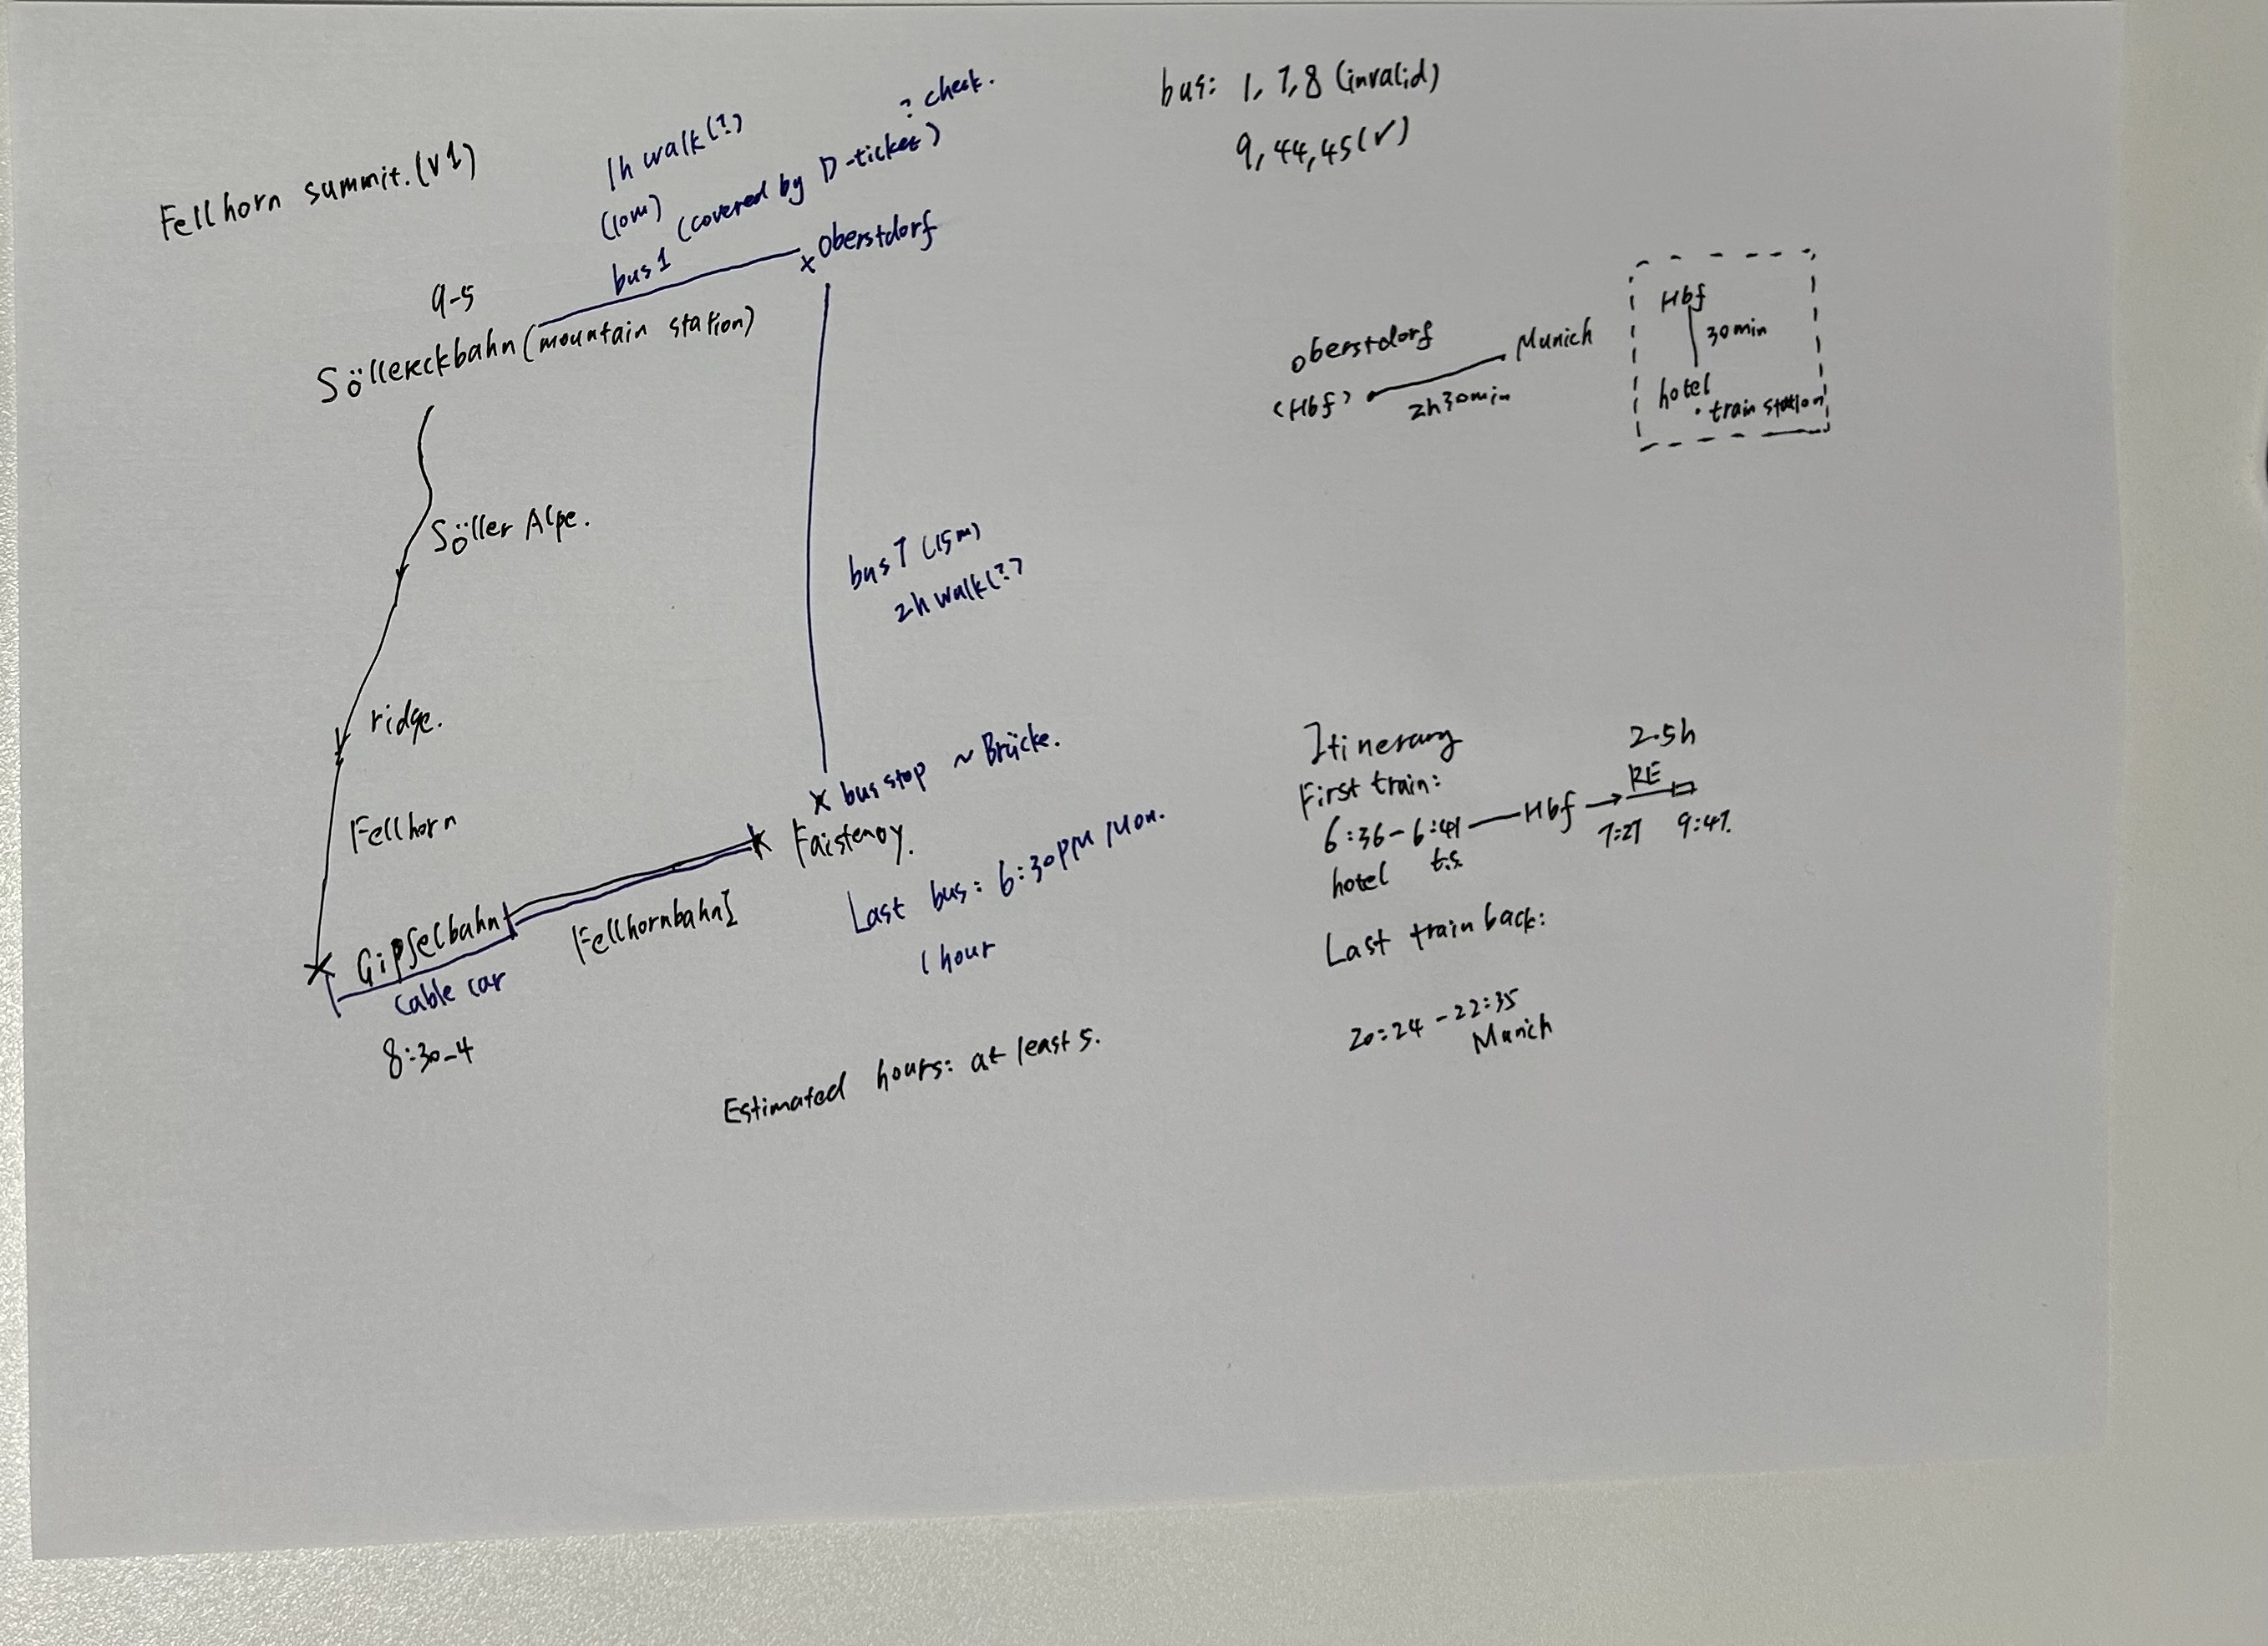 Fellhorn summit. (v1)
1h walk(?)
(10m)
bus 1 (covered by D-ticket)
? check.
Oberstdorf
9-5
Söllereckbahn (mountain station)
Söller Alpe.
ridge.
Fellhorn
Gipfelbahn
cable car
8:30-4
Fellhornbahn I
bus 7 (15m)
2h walk(?)
bus stop ~ Brücke.
Faistenoy.
Last bus: 6:30PM Mon.
1 hour
Estimated hours: at least 5.
bus: 1, 7, 8 (invalid)
9, 44, 45 (✓)
Oberstdorf
(Hbf)
2h30min
Munich
Hbf
30min
hotel
train station
Itinerary
First train:
6:36-6:41
hotel t.s.
Hbf
2.5h
RE
7:27 9:47.
Last train back:
20:24 - 22:35
Munich